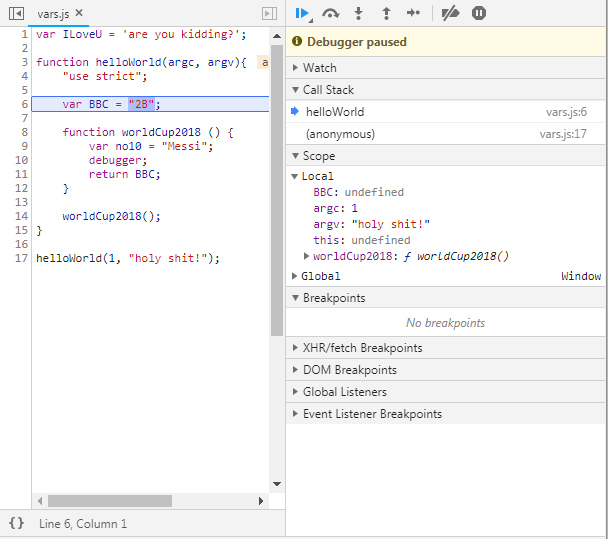 vars.js ×
1 var ILoveU = 'are you kidding?';
2
3 function helloWorld(argc, argv){ a
4 "use strict";
5
6 var BBC = "2B";
7
8 function worldCup2018 () {
9 var no10 = "Messi";
10 debugger;
11 return BBC;
12 }
13
14 worldCup2018();
15 }
16
17 helloWorld(1, "holy shit!");
{} Line 6, Column 1
Debugger paused
Watch
Call Stack
helloWorld vars.js:6
(anonymous) vars.js:17
Scope
Local
BBC: undefined
argc: 1
argv: "holy shit!"
this: undefined
worldCup2018: ƒ worldCup2018()
Global Window
Breakpoints
No breakpoints
XHR/fetch Breakpoints
DOM Breakpoints
Global Listeners
Event Listener Breakpoints